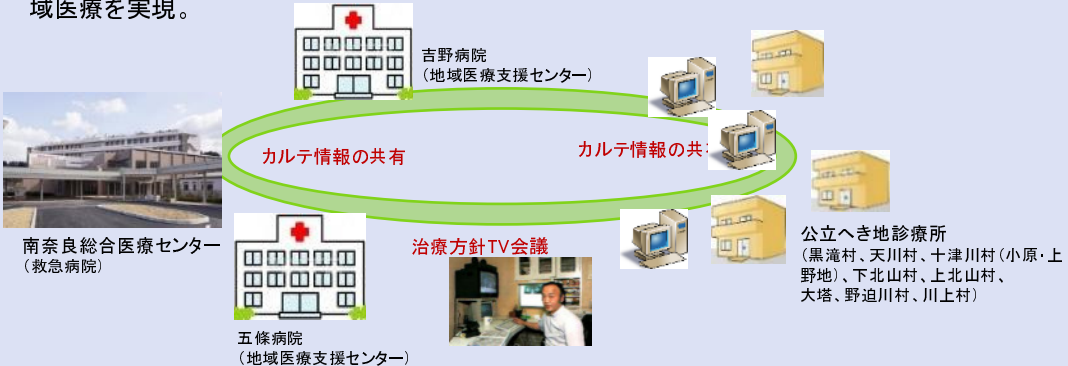 域医療を実現。
吉野病院
（地域医療支援センター）
カルテ情報の共有
カルテ情報の共
南奈良総合医療センター
（救急病院）
治療方針TV会議
公立へき地診療所
（黒滝村、天川村、十津川村（小原・上
野地）、下北山村、上北山村、
大塔、野迫川村、川上村）
五條病院
（地域医療支援センター）